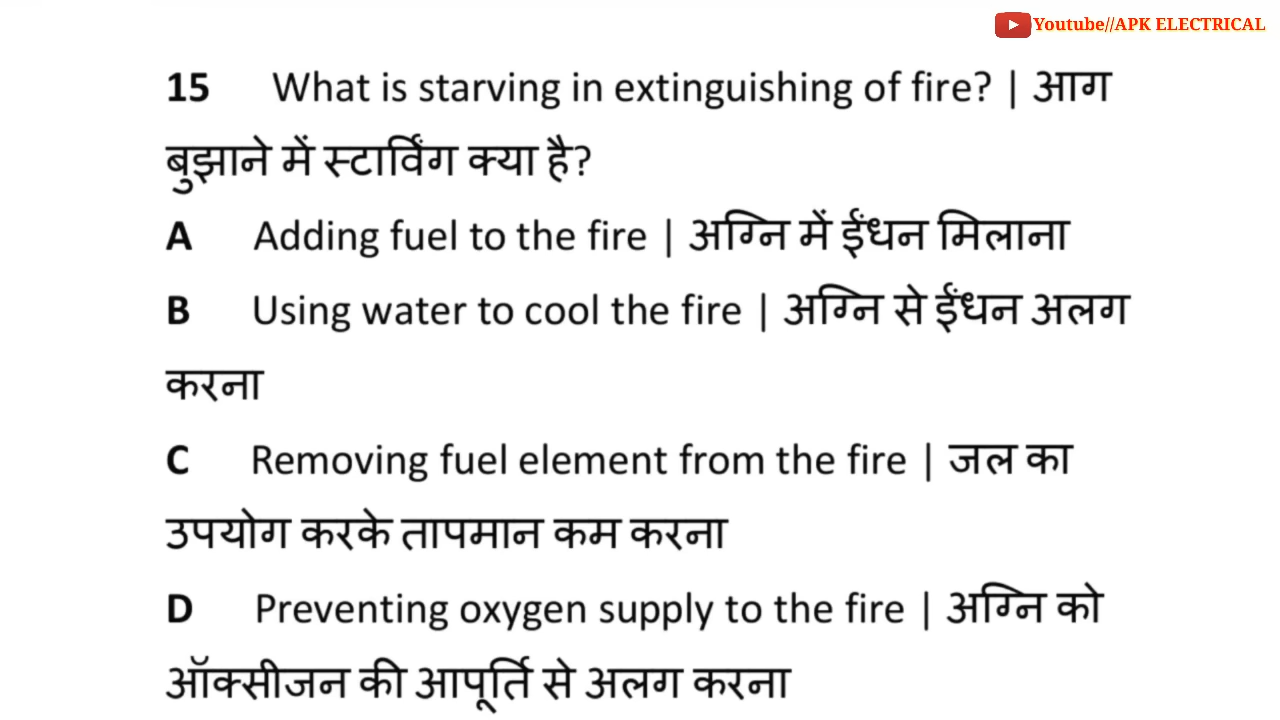 Youtube//APK ELECTRICAL
15 What is starving in extinguishing of fire? | आग
बुझाने में स्टार्विंग क्या है?
A Adding fuel to the fire | अग्नि में ईंधन मिलाना
B Using water to cool the fire | अग्नि से ईंधन अलग
करना
C Removing fuel element from the fire | जल का
उपयोग करके तापमान कम करना
D Preventing oxygen supply to the fire | अग्नि को
ऑक्सीजन की आपूर्ति से अलग करना